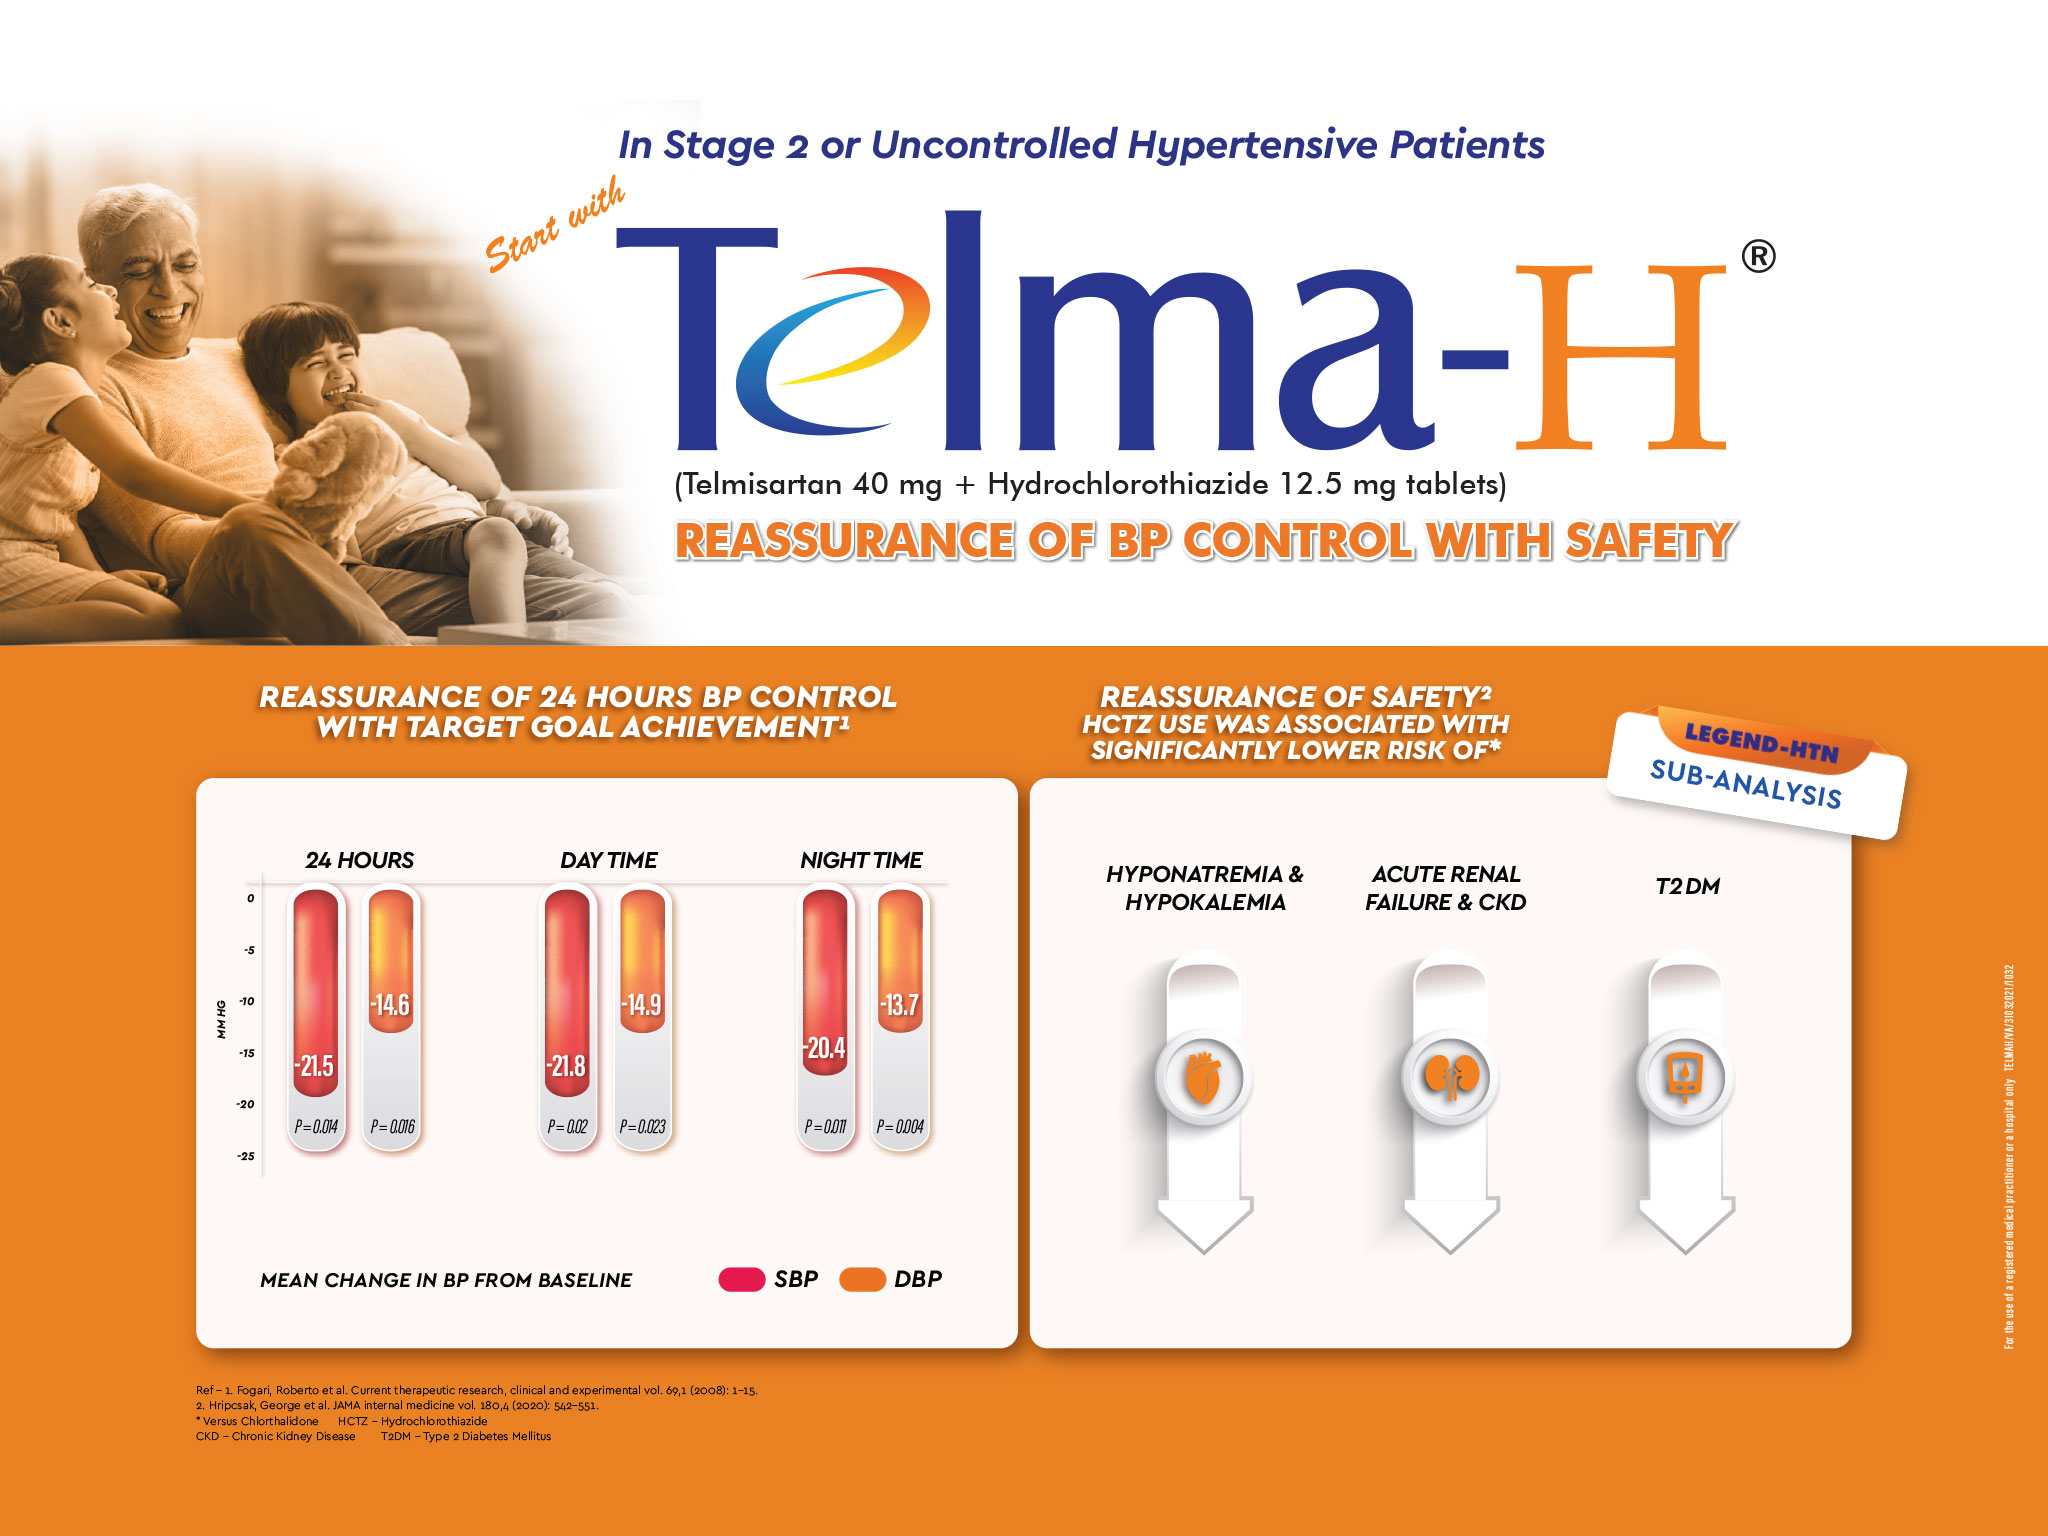 In Stage 2 or Uncontrolled Hypertensive Patients
Start with
Telma-H®
(Telmisartan 40 mg + Hydrochlorothiazide 12.5 mg tablets)
REASSURANCE OF BP CONTROL WITH SAFETY
REASSURANCE OF 24 HOURS BP CONTROL
WITH TARGET GOAL ACHIEVEMENT¹
24 HOURS
DAY TIME
NIGHT TIME
MM HG
0
-5
-10
-15
-20
-25
-21.5
-14.6
-21.8
-14.9
-20.4
-13.7
P = 0.014
P = 0.016
P = 0.02
P = 0.023
P = 0.011
P = 0.004
MEAN CHANGE IN BP FROM BASELINE
SBP
DBP
REASSURANCE OF SAFETY²
HCTZ USE WAS ASSOCIATED WITH
SIGNIFICANTLY LOWER RISK OF*
LEGEND-HTN
SUB-ANALYSIS
HYPONATREMIA &
HYPOKALEMIA
ACUTE RENAL
FAILURE & CKD
T2 DM
Ref – 1. Fogari, Roberto et al. Current therapeutic research, clinical and experimental vol. 69,1 (2008): 1–15.
2. Hripcsak, George et al. JAMA internal medicine vol. 180,4 (2020): 542–551.
* Versus Chlorthalidone HCTZ – Hydrochlorothiazide
CKD – Chronic Kidney Disease T2DM – Type 2 Diabetes Mellitus
For the use of a registered medical practitioner or a hospital only TELMAH/VA/31032021/1032